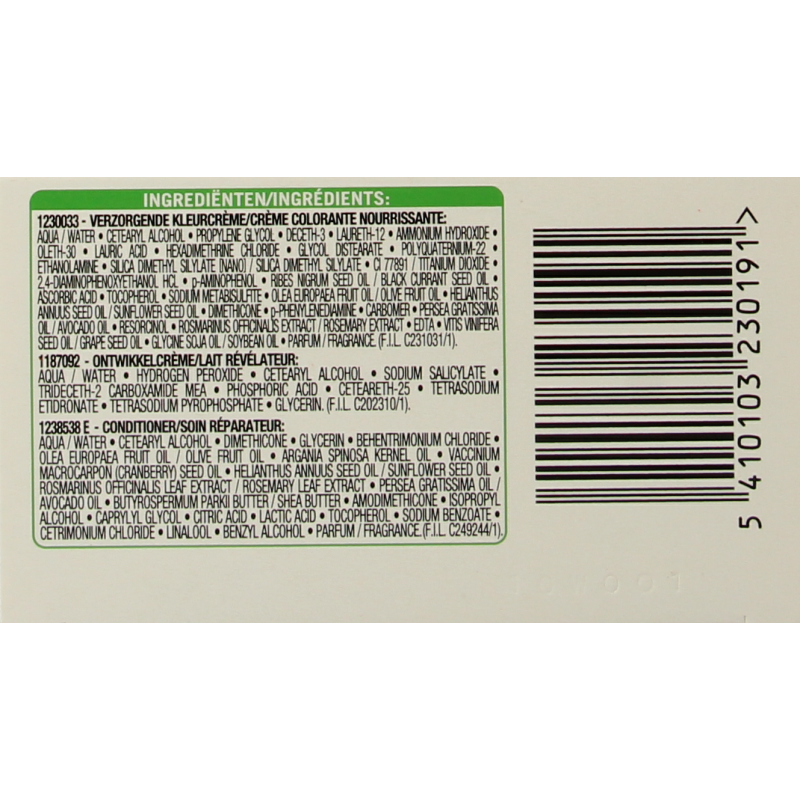 INGREDIËNTEN/INGRÉDIENTS:
1230033 - VERZORGENDE KLEURCRÈME/CRÈME COLORANTE NOURRISSANTE:
AQUA / WATER • CETEARYL ALCOHOL • PROPYLENE GLYCOL • DECETH-3 • LAURETH-12 • AMMONIUM HYDROXIDE •
OLETH-30 • LAURIC ACID • HEXADIMETHRINE CHLORIDE • GLYCOL DISTEARATE • POLYQUATERNIUM-22 •
ETHANOLAMINE • SILICA DIMETHYL SILYLATE [NANO] / SILICA DIMETHYL SILYLATE • CI 77891 / TITANIUM DIOXIDE •
2,4-DIAMINOPHENOXYETHANOL HCL • p-AMINOPHENOL • RIBES NIGRUM SEED OIL / BLACK CURRANT SEED OIL •
ASCORBIC ACID • TOCOPHEROL • SODIUM METABISULFITE • OLEA EUROPAEA FRUIT OIL / OLIVE FRUIT OIL • HELIANTHUS
ANNUUS SEED OIL / SUNFLOWER SEED OIL • DIMETHICONE • p-PHENYLENEDIAMINE • CARBOMER • PERSEA GRATISSIMA
OIL / AVOCADO OIL • RESORCINOL • ROSMARINUS OFFICINALIS EXTRACT / ROSEMARY EXTRACT • EDTA • VITIS VINIFERA
SEED OIL / GRAPE SEED OIL • GLYCINE SOJA OIL / SOYBEAN OIL • PARFUM / FRAGRANCE. (F.I.L. C231031/1).
1187092 - ONTWIKKELCRÈME/LAIT RÉVÉLATEUR:
AQUA / WATER • HYDROGEN PEROXIDE • CETEARYL ALCOHOL • SODIUM SALICYLATE •
TRIDECETH-2 CARBOXAMIDE MEA • PHOSPHORIC ACID • CETEARETH-25 • TETRASODIUM
ETIDRONATE • TETRASODIUM PYROPHOSPHATE • GLYCERIN. (F.I.L. C202310/1).
1238538 E - CONDITIONER/SOIN RÉPARATEUR:
AQUA / WATER • CETEARYL ALCOHOL • DIMETHICONE • GLYCERIN • BEHENTRIMONIUM CHLORIDE •
OLEA EUROPAEA FRUIT OIL / OLIVE FRUIT OIL • ARGANIA SPINOSA KERNEL OIL • VACCINIUM
MACROCARPON (CRANBERRY) SEED OIL • HELIANTHUS ANNUUS SEED OIL / SUNFLOWER SEED OIL •
ROSMARINUS OFFICINALIS LEAF EXTRACT / ROSEMARY LEAF EXTRACT • PERSEA GRATISSIMA OIL /
AVOCADO OIL • BUTYROSPERMUM PARKII BUTTER / SHEA BUTTER • AMODIMETHICONE • ISOPROPYL
ALCOHOL • CAPRYLYL GLYCOL • CITRIC ACID • LACTIC ACID • TOCOPHEROL • SODIUM BENZOATE •
CETRIMONIUM CHLORIDE • LINALOOL • BENZYL ALCOHOL • PARFUM / FRAGRANCE.(F.I.L. C249244/1).
5 410103 230191 >